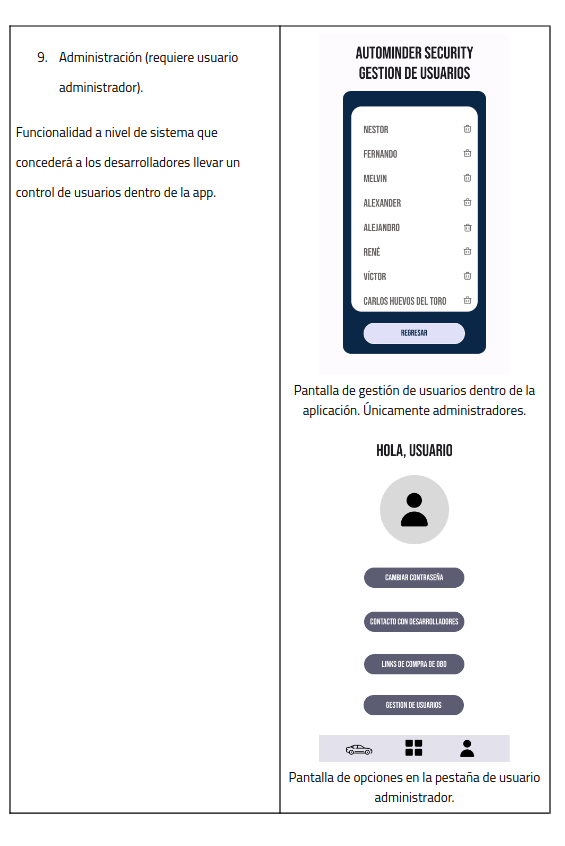 9. Administración (requiere usuario
administrador).
Funcionalidad a nivel de sistema que
concederá a los desarrolladores llevar un
control de usuarios dentro de la app.
AUTOMINDER SECURITY
GESTION DE USUARIOS
NESTOR
FERNANDO
MELVIN
ALEXANDER
ALEJANDRO
RENÉ
VÍCTOR
CARLOS HUEVOS DEL TORO
REGRESAR
Pantalla de gestión de usuarios dentro de la
aplicación. Únicamente administradores.
HOLA, USUARIO
CAMBIAR CONTRASEÑA
CONTACTO CON DESARROLLADORES
LINKS DE COMPRA DE OBD
GESTION DE USUARIOS
Pantalla de opciones en la pestaña de usuario
administrador.